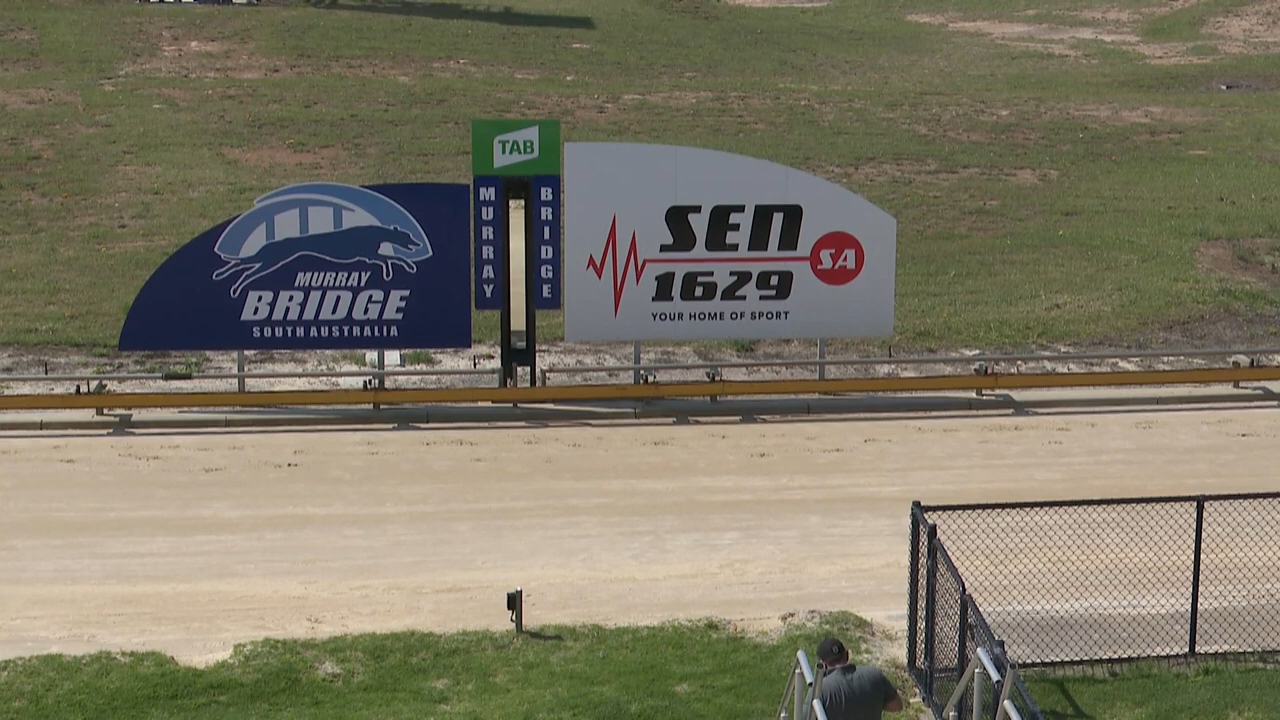 TAB
MURRAY
BRIDGE
MURRAY
BRIDGE
SOUTH AUSTRALIA
SEN
SA
1629
YOUR HOME OF SPORT